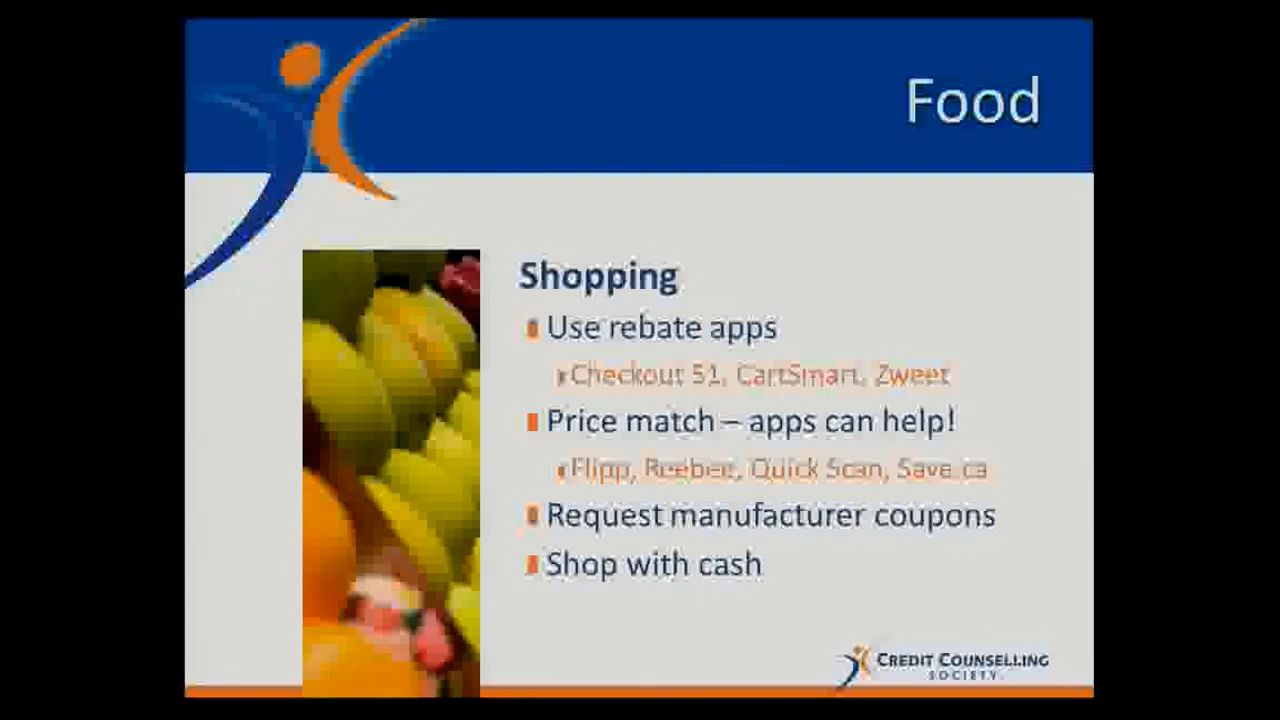 Food
Shopping
Use rebate apps
Checkout 51, CartSmart, Zweet
Price match – apps can help!
Flipp, Reebee, Quick Scan, Save.ca
Request manufacturer coupons
Shop with cash
CREDIT COUNSELLING
SOCIETY